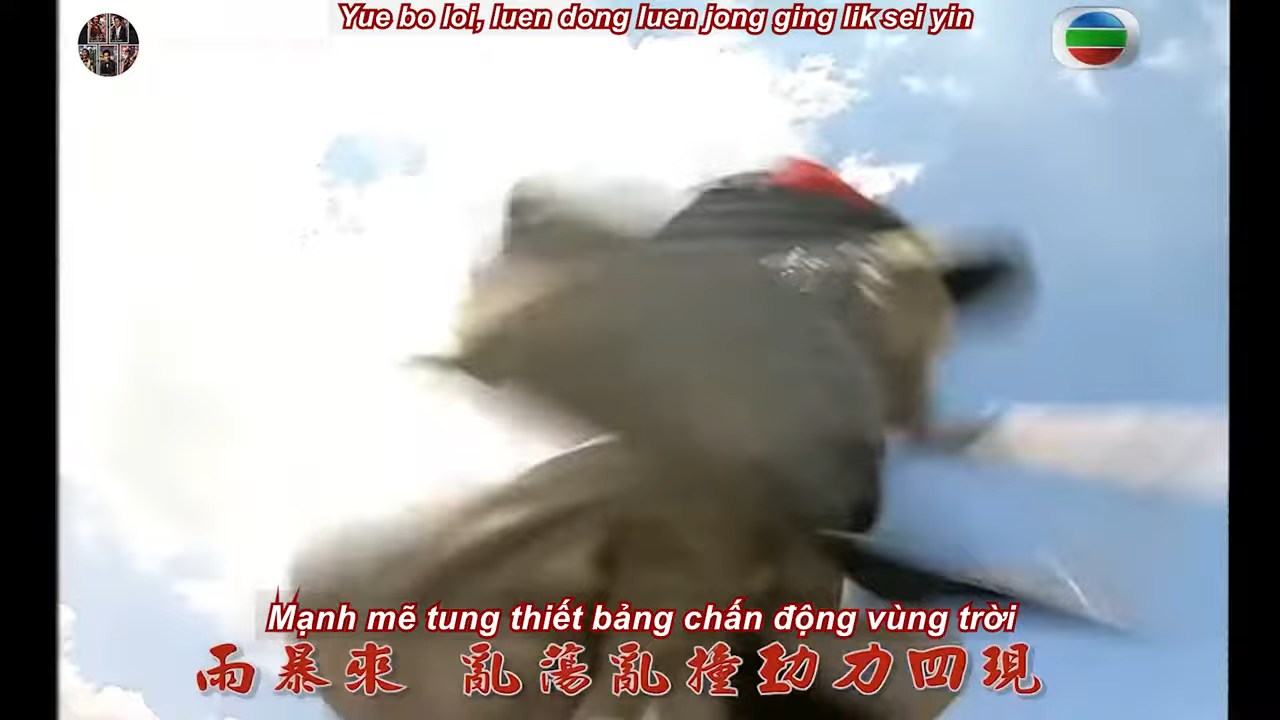 Yue bo loi, luen dong luen jong ging lik sei yin
Mạnh mẽ tung thiết bảng chấn động vùng trời
雨暴來 亂蕩亂撞勁力四現